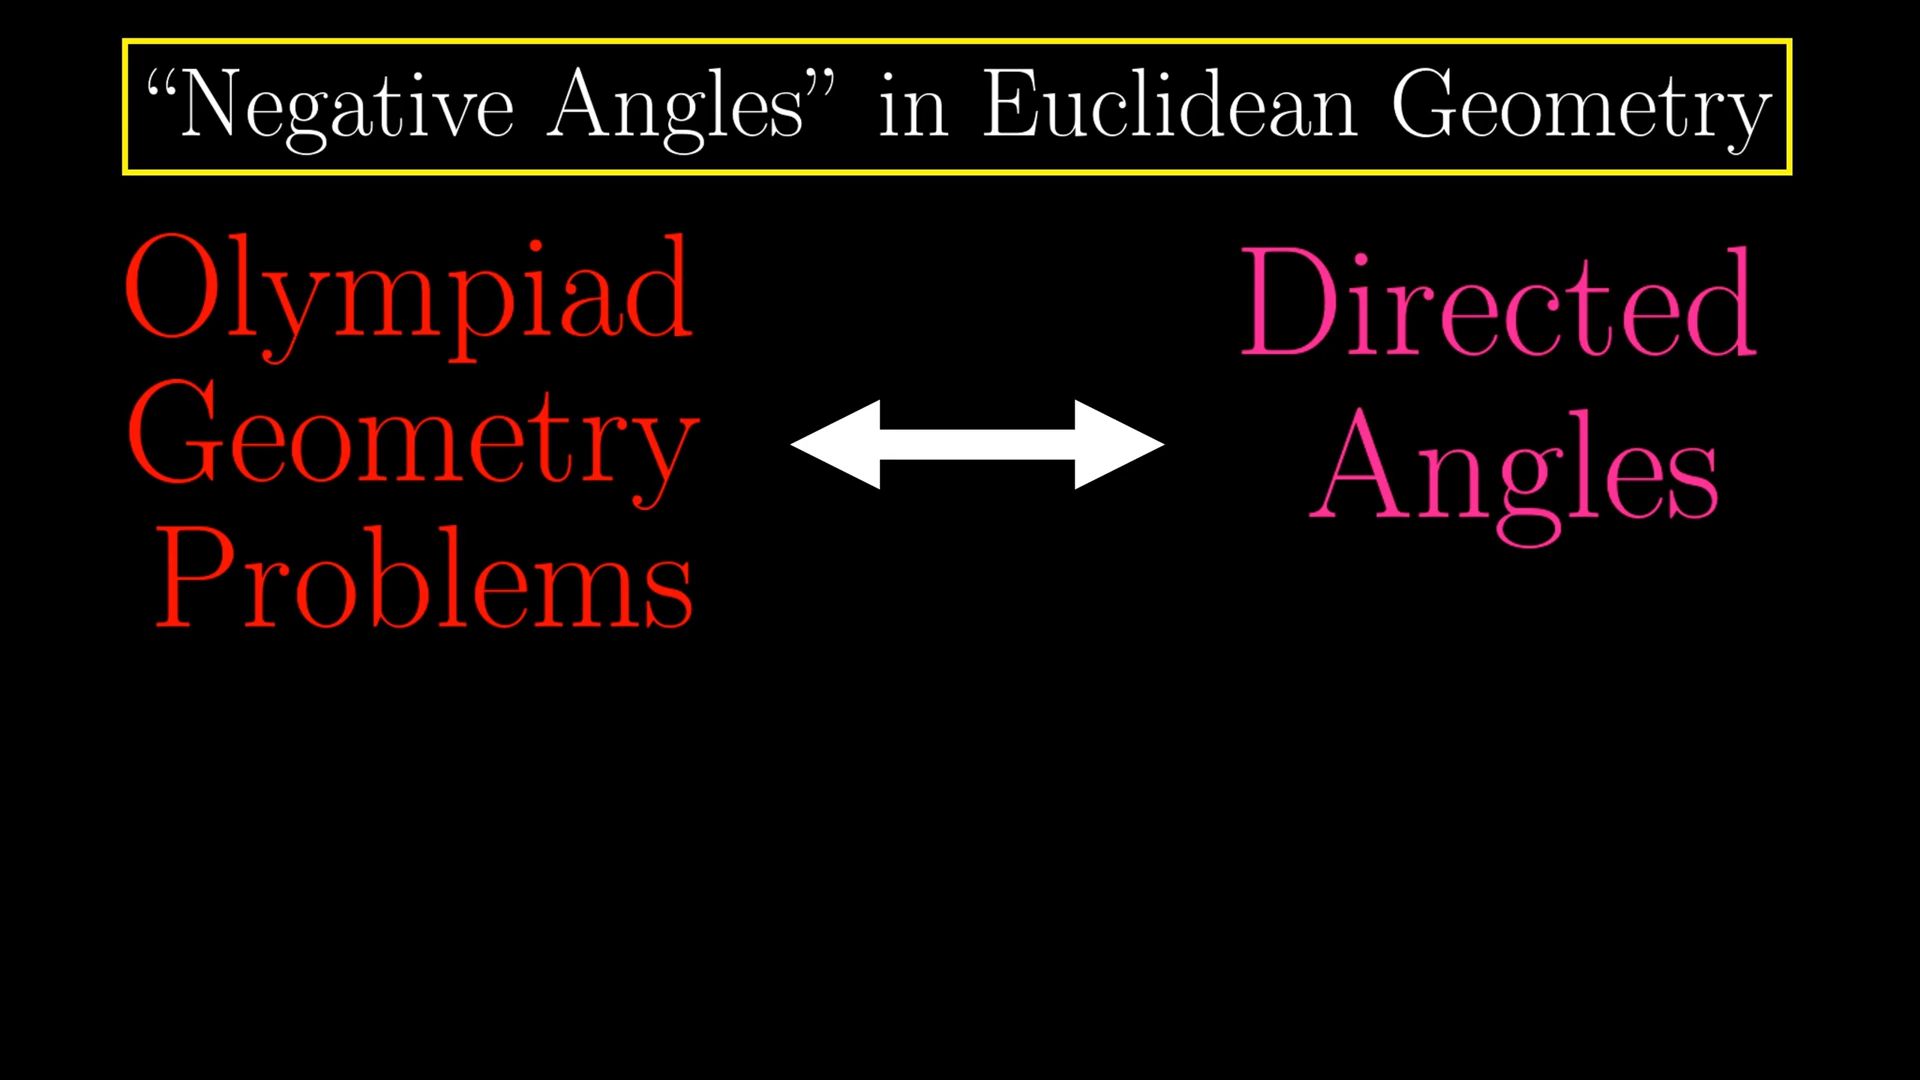 “Negative Angles” in Euclidean Geometry
Olympiad
Geometry
Problems
Directed
Angles